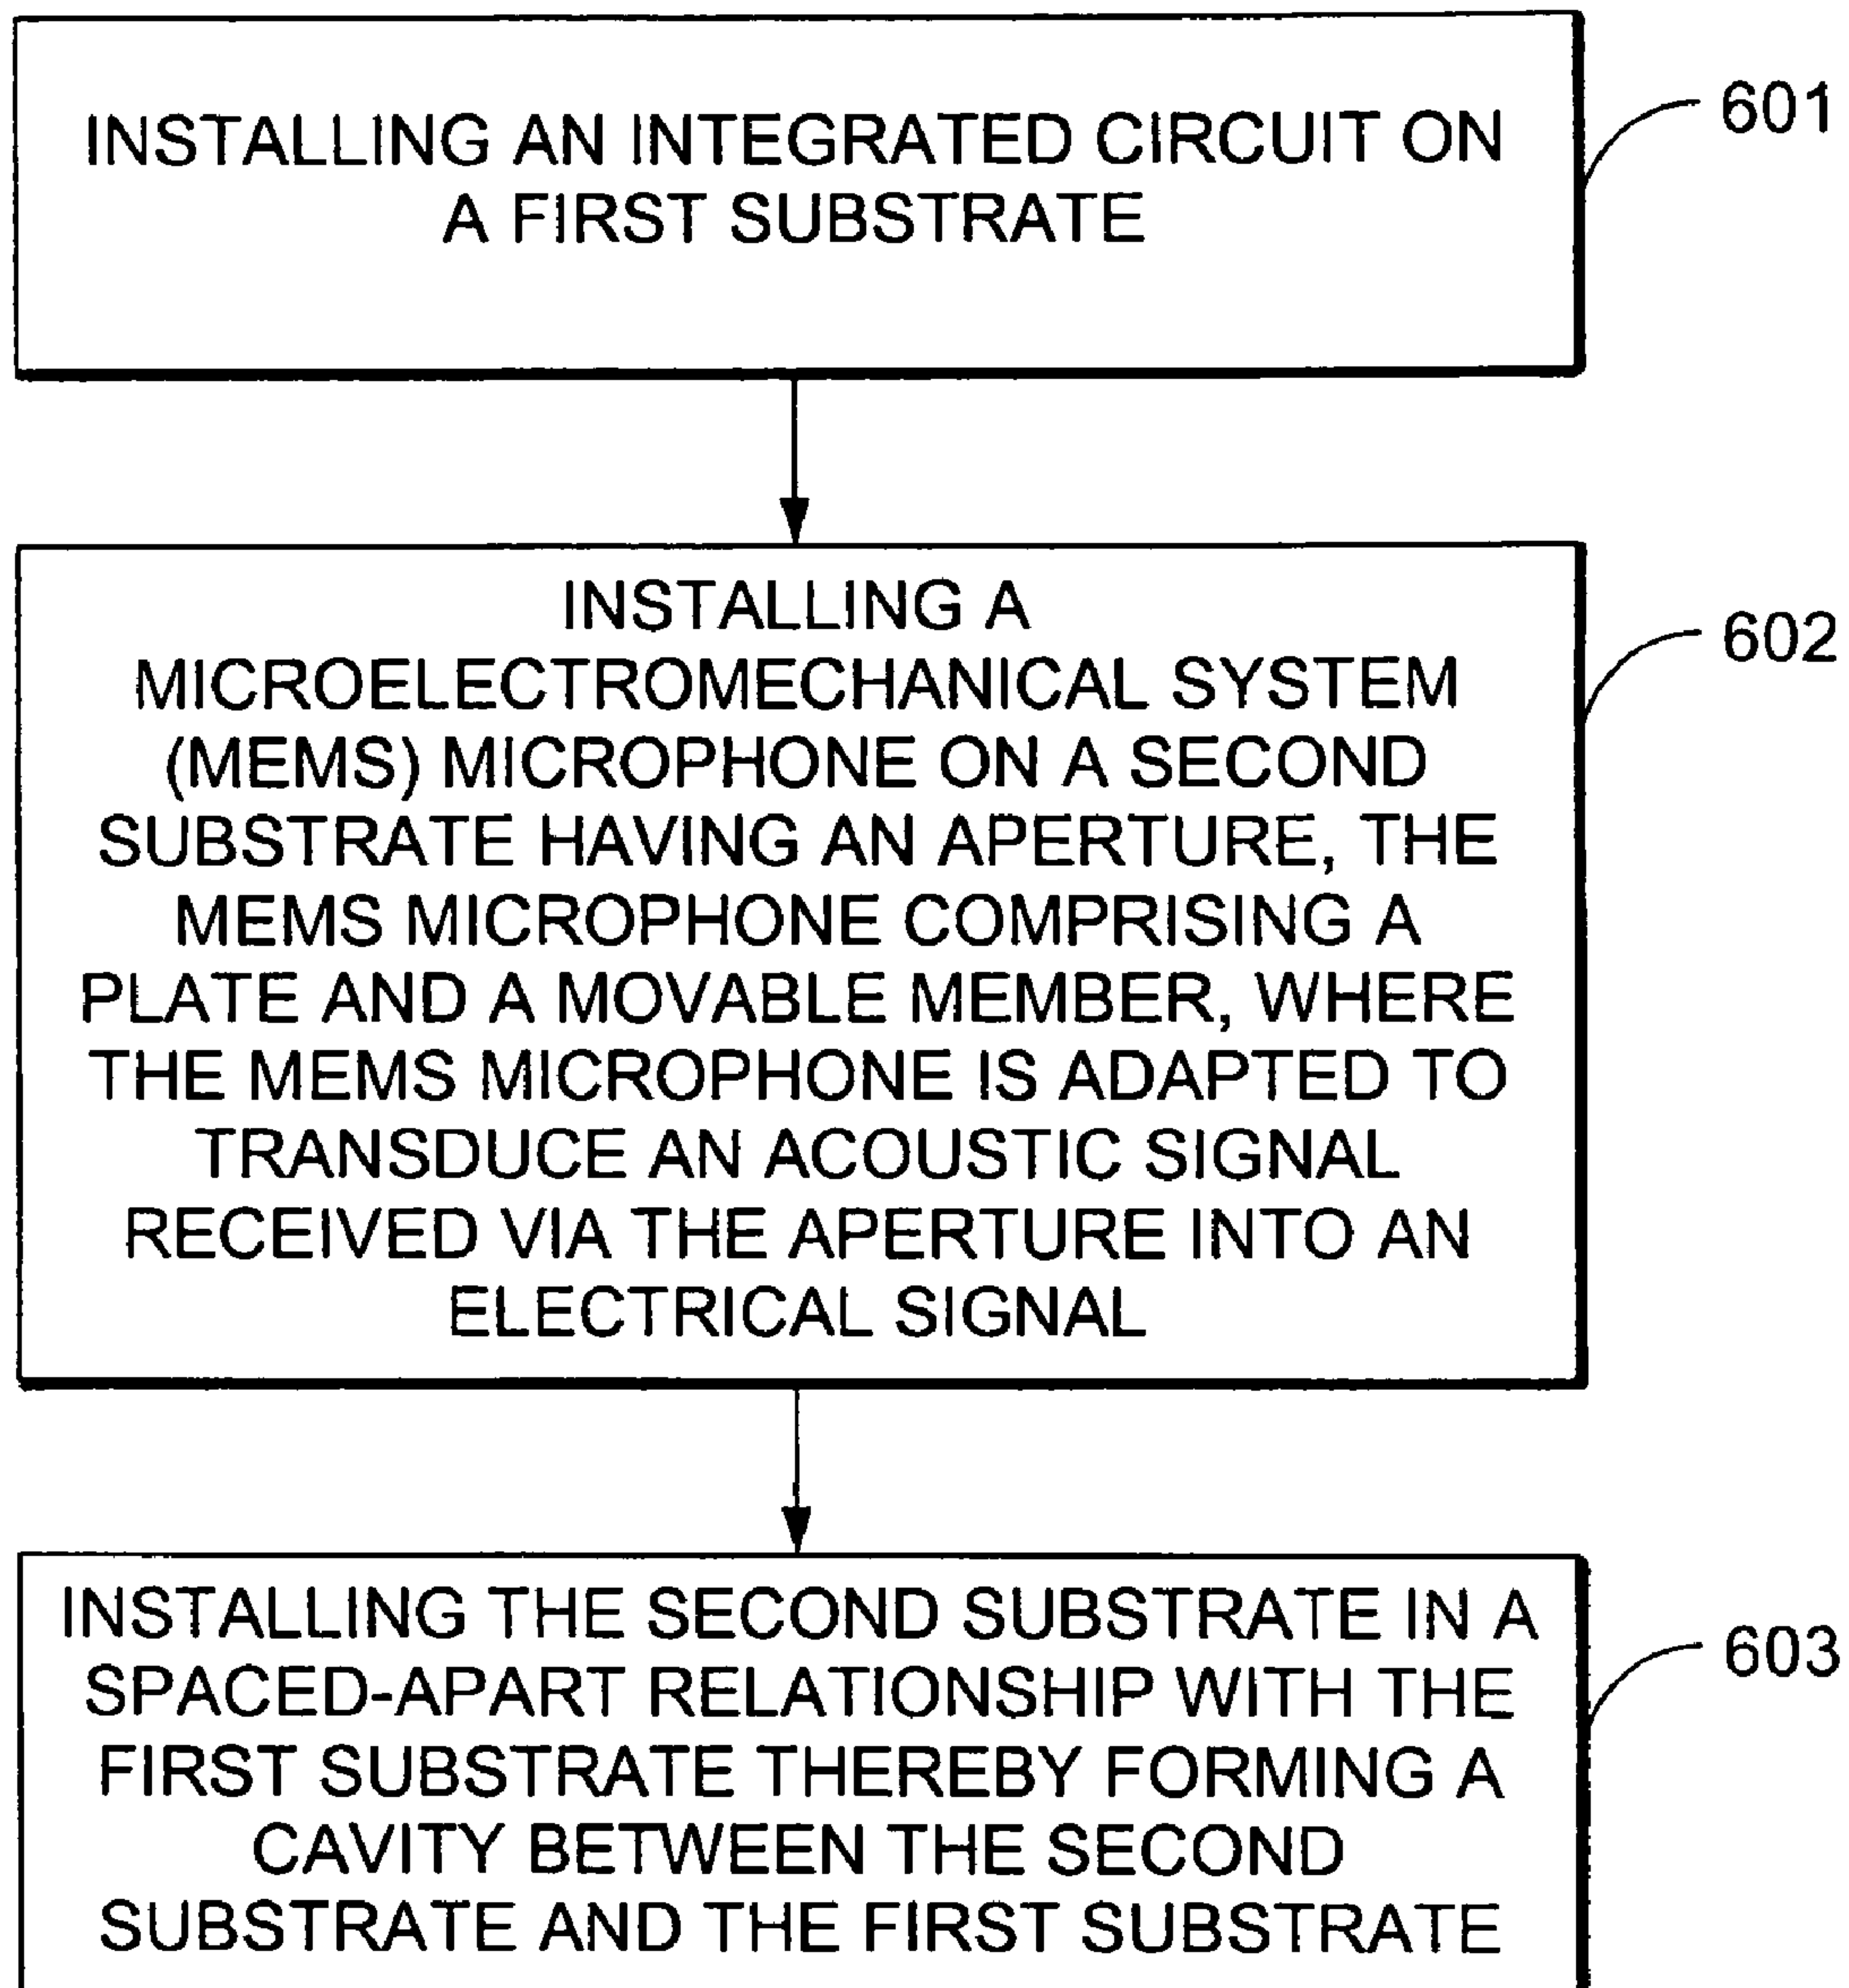 INSTALLING AN INTEGRATED CIRCUIT ON
A FIRST SUBSTRATE
601
INSTALLING A
MICROELECTROMECHANICAL SYSTEM
(MEMS) MICROPHONE ON A SECOND
SUBSTRATE HAVING AN APERTURE, THE
MEMS MICROPHONE COMPRISING A
PLATE AND A MOVABLE MEMBER, WHERE
THE MEMS MICROPHONE IS ADAPTED TO
TRANSDUCE AN ACOUSTIC SIGNAL
RECEIVED VIA THE APERTURE INTO AN
ELECTRICAL SIGNAL
602
INSTALLING THE SECOND SUBSTRATE IN A
SPACED-APART RELATIONSHIP WITH THE
FIRST SUBSTRATE THEREBY FORMING A
CAVITY BETWEEN THE SECOND
SUBSTRATE AND THE FIRST SUBSTRATE
603